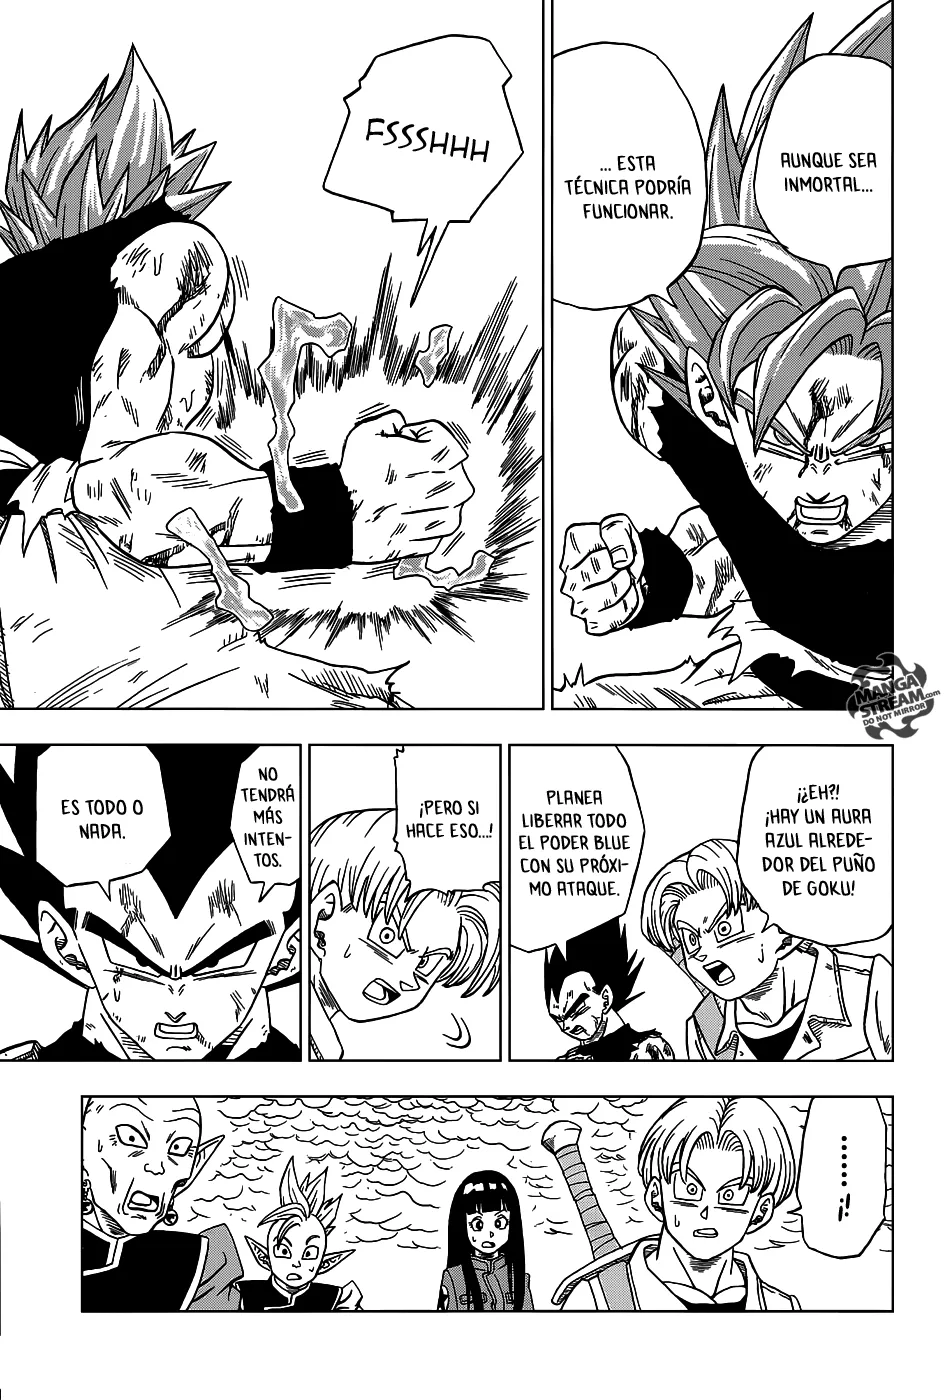 AUNQUE SEA
INMORTAL...
... ESTA
TÉCNICA PODRÍA
FUNCIONAR.
FSSSHHH
MANGA
STREAM.com
DO NOT MIRROR
¡¿EH?!
¡HAY UN AURA
AZUL ALREDE-
DOR DEL PUÑO
DE GOKU!
PLANEA
LIBERAR TODO
EL PODER BLUE
CON SU PRÓXI-
MO ATAQUE.
¡PERO SI
HACE ESO...!
NO
TENDRÁ
MÁS
INTEN-
TOS.
ES TODO O
NADA.
......¡!